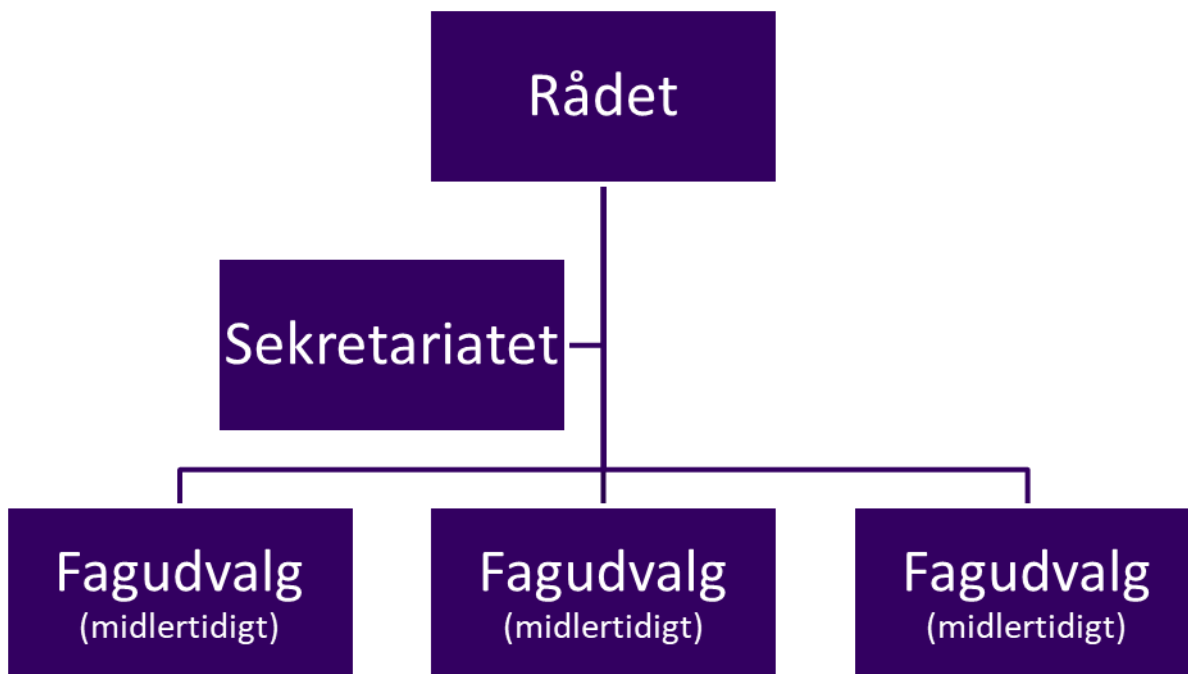 Rådet
Sekretariatet
Fagudvalg
(midlertidigt)
Fagudvalg
(midlertidigt)
Fagudvalg
(midlertidigt)